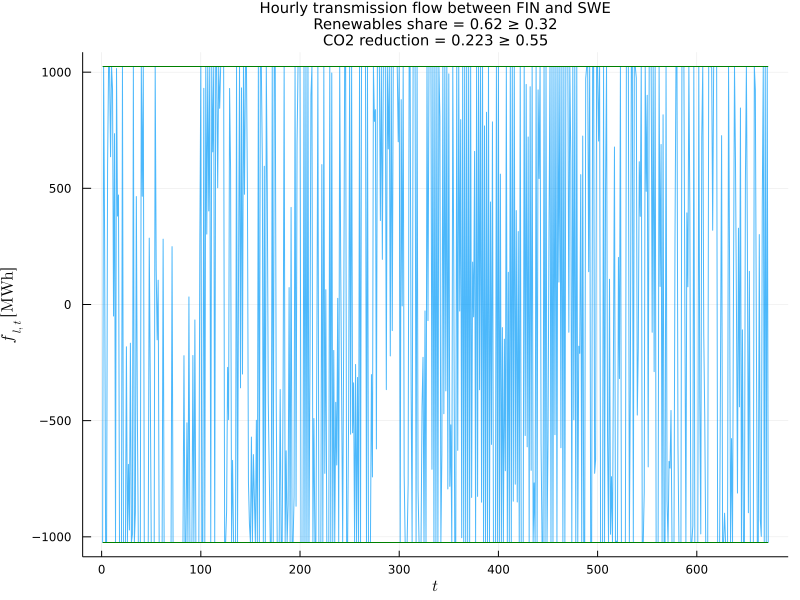 Hourly transmission flow between FIN and SWE
Renewables share = 0.62 ≥ 0.32
CO2 reduction = 0.223 ≥ 0.55
1000
500
0
−500
−1000
f_{l,t} [MWh]
0 100 200 300 400 500 600
t